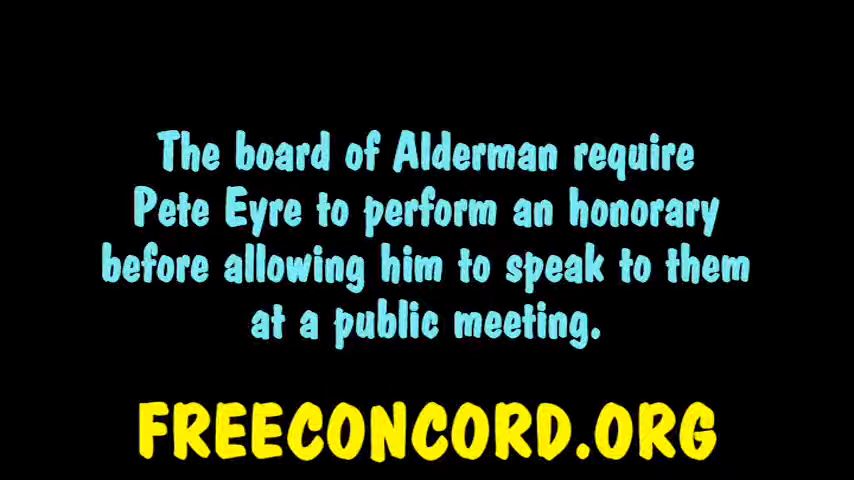 The board of Alderman require
Pete Eyre to perform an honorary
before allowing him to speak to them
at a public meeting.
FREECONCORD.ORG